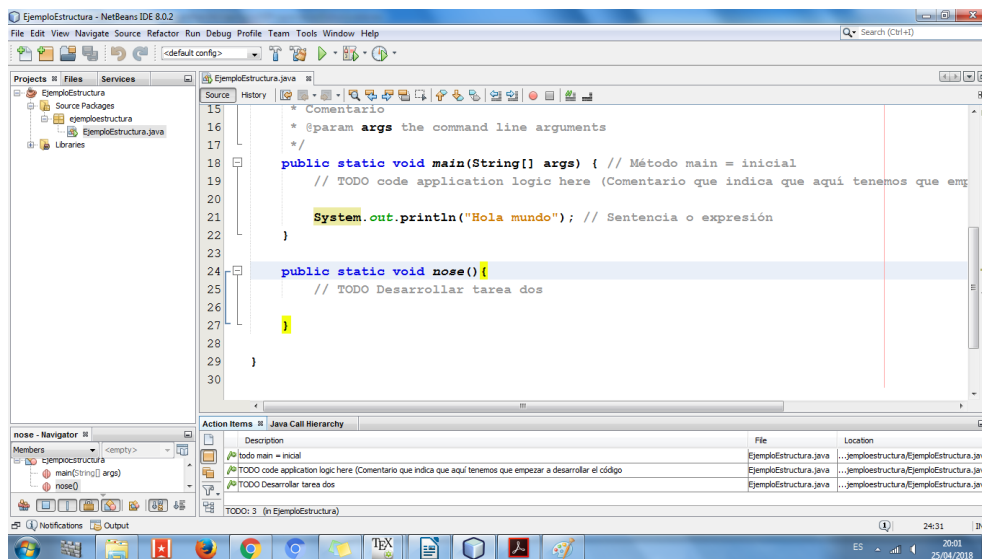 EjemploEstructura - NetBeans IDE 8.0.2
File Edit View Navigate Source Refactor Run Debug Profile Team Tools Window Help
Search (Ctrl+I)
<default config>
Projects Files Services
EjemploEstructura
Source Packages
ejemploestructura
EjemploEstructura.java
Libraries
EjemploEstructura.java
Source History
15 * Comentario
16 * @param args the command line arguments
17 */
18 public static void main(String[] args) { // Método main = inicial
19 // TODO code application logic here (Comentario que indica que aquí tenemos que emp
20
21 System.out.println("Hola mundo"); // Sentencia o expresión
22 }
23
24 public static void nose(){
25 // TODO Desarrollar tarea dos
26
27 }
28
29 }
30
nose - Navigator
Members <empty>
EjemploEstructura
main(String[] args)
nose()
Action Items Java Call Hierarchy
Description File Location
todo main = inicial EjemploEstructura.java ...jemploestructura/EjemploEstructura.jav
TODO code application logic here (Comentario que indica que aquí tenemos que empezar a desarrollar el código EjemploEstructura.java ...jemploestructura/EjemploEstructura.jav
TODO Desarrollar tarea dos EjemploEstructura.java ...jemploestructura/EjemploEstructura.jav
TODO: 3 (in EjemploEstructura)
Notifications Output
1 24:31 IN
TEX
ES 20:01
25/04/2018